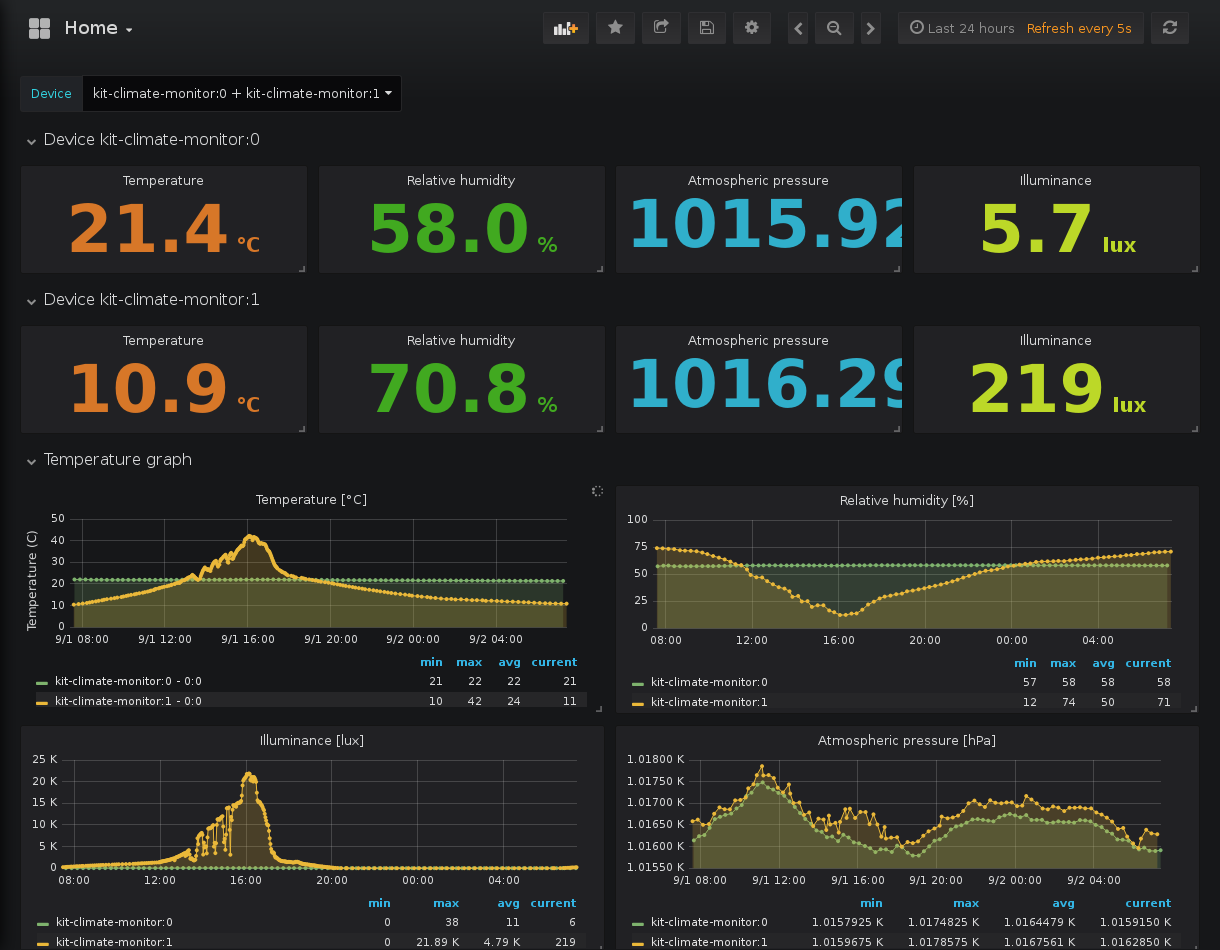 Home
Last 24 hours Refresh every 5s
Device kit-climate-monitor:0 + kit-climate-monitor:1
Device kit-climate-monitor:0
Temperature Relative humidity Atmospheric pressure Illuminance
21.4 °C 58.0 % 1015.92 5.7 lux
Device kit-climate-monitor:1
Temperature Relative humidity Atmospheric pressure Illuminance
10.9 °C 70.8 % 1016.29 219 lux
Temperature graph
Temperature [°C]
Temperature (C)
50
40
30
20
10
0
9/1 08:00 9/1 12:00 9/1 16:00 9/1 20:00 9/2 00:00 9/2 04:00
min max avg current
kit-climate-monitor:0 - 0:0 21 22 22 21
kit-climate-monitor:1 - 0:0 10 42 24 11
Relative humidity [%]
100
75
50
25
0
08:00 12:00 16:00 20:00 00:00 04:00
min max avg current
kit-climate-monitor:0 57 58 58 58
kit-climate-monitor:1 12 74 50 71
Illuminance [lux]
25 K
20 K
15 K
10 K
5 K
0
08:00 12:00 16:00 20:00 00:00 04:00
min max avg current
kit-climate-monitor:0 0 38 11 6
kit-climate-monitor:1 0 21.89 K 4.79 K 219
Atmospheric pressure [hPa]
1.01800 K
1.01750 K
1.01700 K
1.01650 K
1.01600 K
1.01550 K
9/1 08:00 9/1 12:00 9/1 16:00 9/1 20:00 9/2 00:00 9/2 04:00
min max avg current
kit-climate-monitor:0 1.0157925 K 1.0174825 K 1.0164479 K 1.0159150 K
kit-climate-monitor:1 1.0159675 K 1.0178575 K 1.0167561 K 1.0162850 K